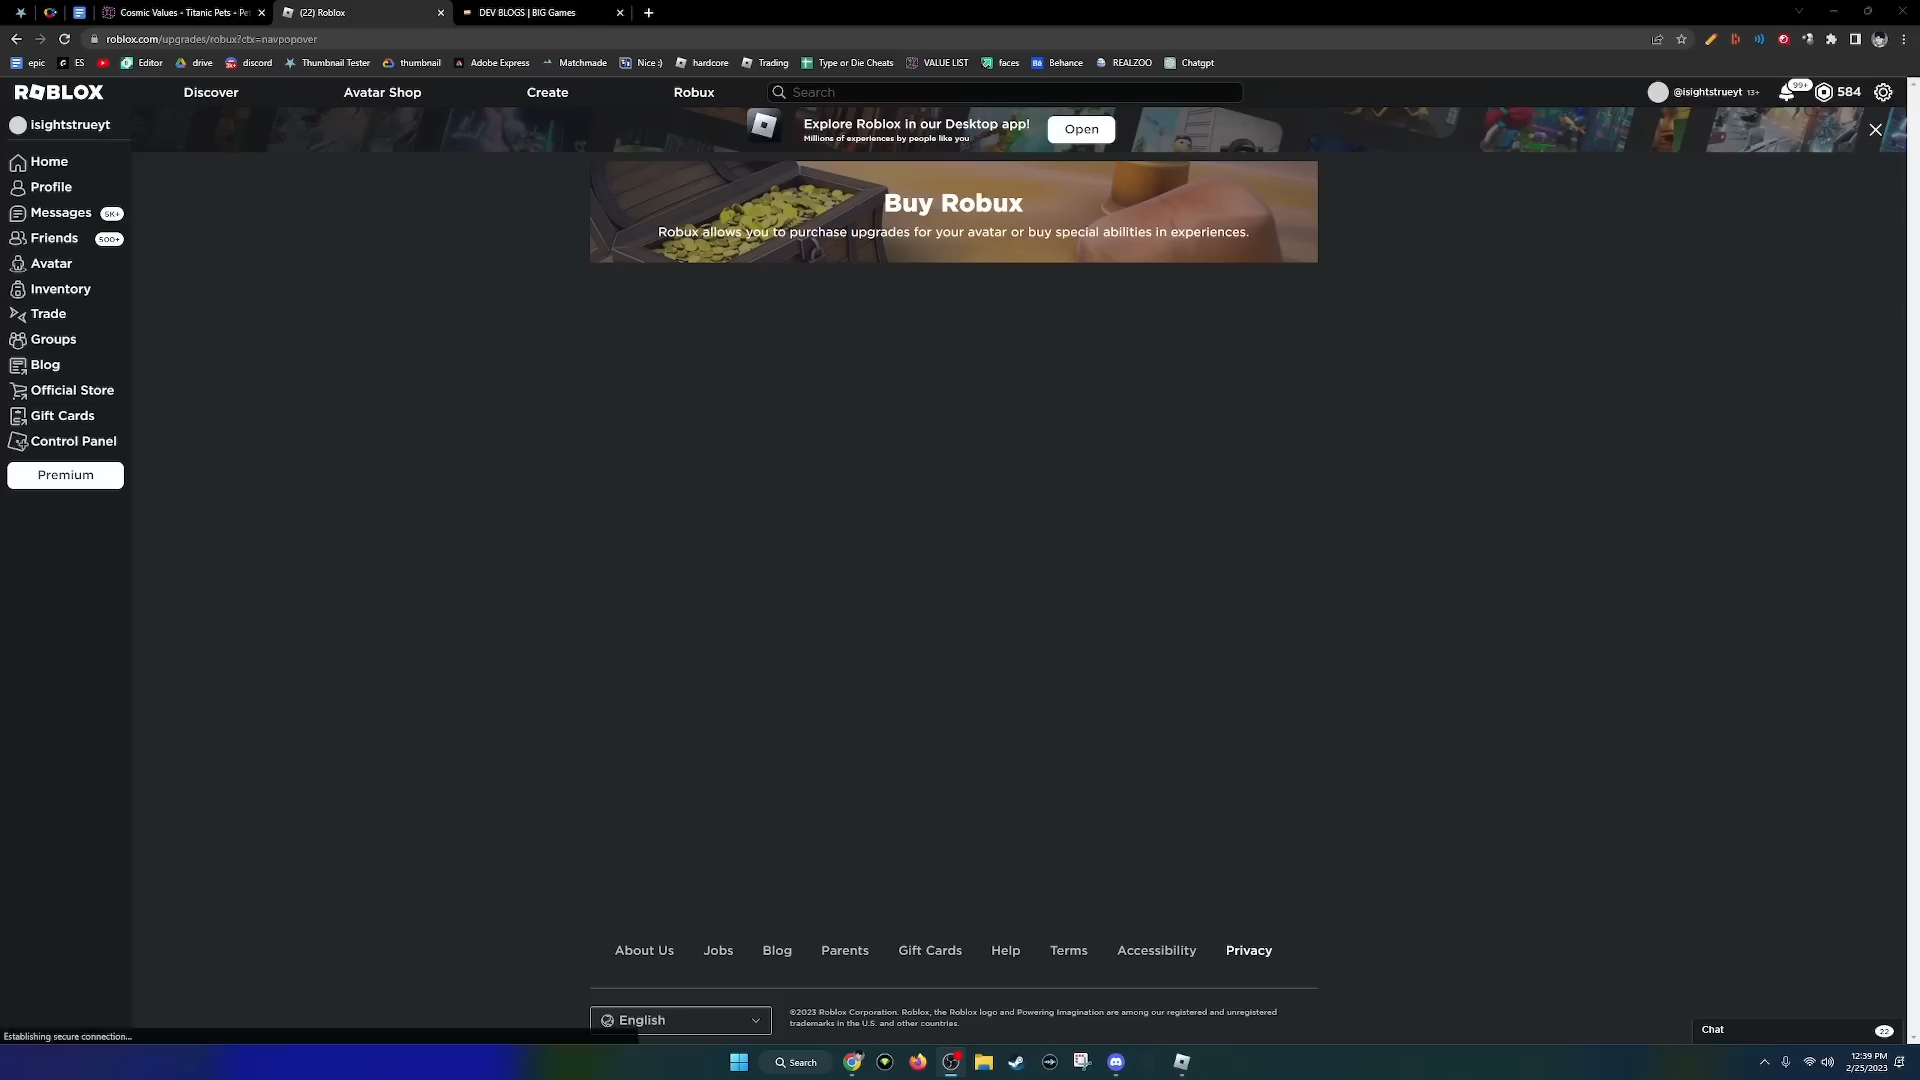 Cosmic Values - Titanic Pets - Pe
(22) Roblox
DEV BLOGS | BIG Games
roblox.com/upgrades/robux?ctx=navpopover
epic
ES
Editor
drive
discord
Thumbnail Tester
thumbnail
Adobe Express
Matchmade
Nice :)
hardcore
Trading
Type or Die Cheats
VALUE LIST
faces
Behance
REALZOO
Chatgpt
ROBLOX
Discover
Avatar Shop
Create
Robux
Search
@isightstrueyt 13+
99+
584
isightstrueyt
Explore Roblox in our Desktop app!
Millions of experiences by people like you
Open
Home
Profile
Messages 5K+
Friends 500+
Avatar
Inventory
Trade
Groups
Blog
Official Store
Gift Cards
Control Panel
Premium
Buy Robux
Robux allows you to purchase upgrades for your avatar or buy special abilities in experiences.
About Us
Jobs
Blog
Parents
Gift Cards
Help
Terms
Accessibility
Privacy
English
©2023 Roblox Corporation. Roblox, the Roblox logo and Powering Imagination are among our registered and unregistered
trademarks in the U.S. and other countries.
Chat
22
Establishing secure connection...
Search
12:39 PM
2/25/2023